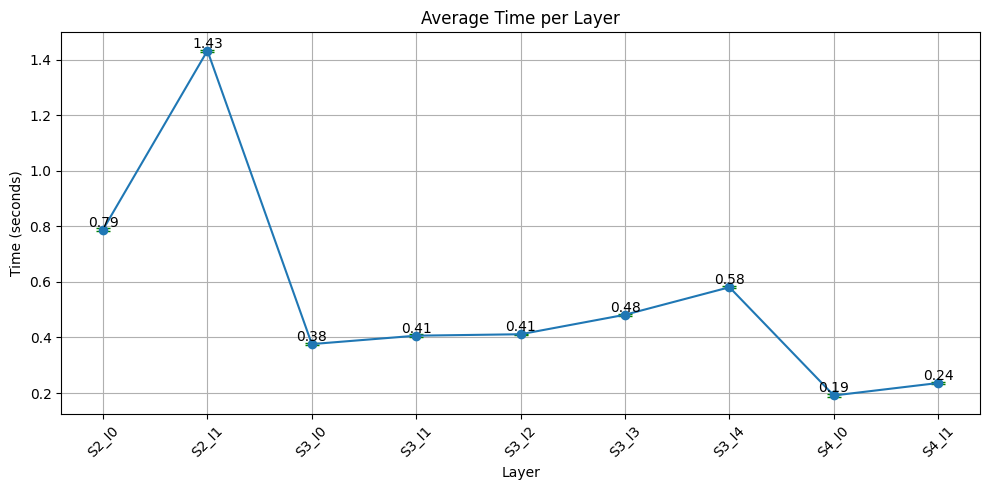 Average Time per Layer
Time (seconds)
1.4
1.2
1.0
0.8
0.6
0.4
0.2
0.79
1.43
0.38
0.41
0.41
0.48
0.58
0.19
0.24
S2_l0
S2_l1
S3_l0
S3_l1
S3_l2
S3_l3
S3_l4
S4_l0
S4_l1
Layer